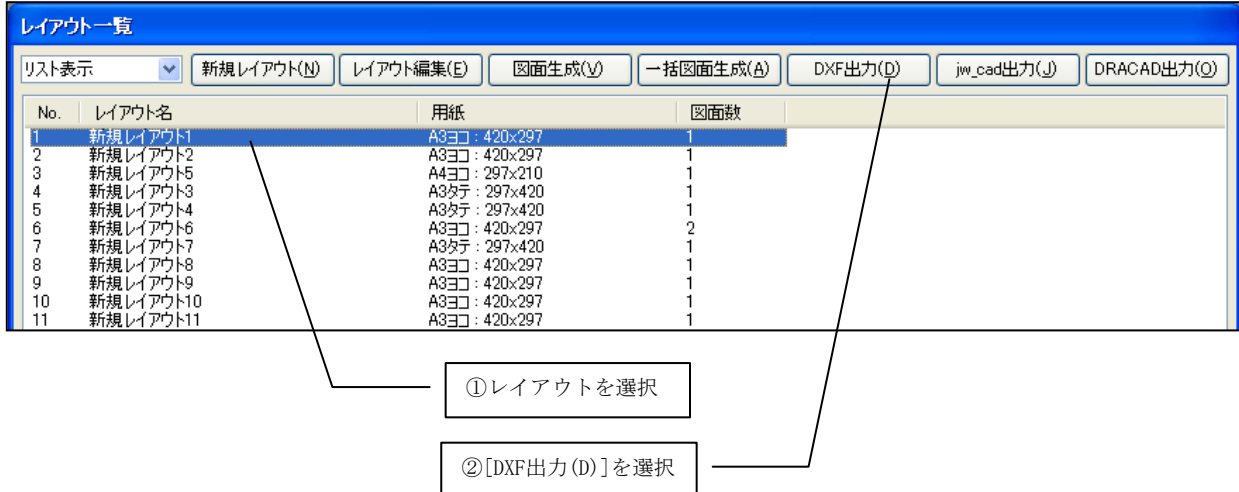 レイアウト一覧
リスト表示 新規レイアウト(N) レイアウト編集(E) 図面生成(V) 一括図面生成(A) DXF出力(D) jw_cad出力(J) DRACAD出力(O)
No. レイアウト名 用紙 図面数
1 新規レイアウト1 A3ヨコ : 420x297 1
2 新規レイアウト2 A3ヨコ : 420x297 1
3 新規レイアウト5 A4ヨコ : 297x210 1
4 新規レイアウト3 A3タテ : 297x420 1
5 新規レイアウト4 A3タテ : 297x420 1
6 新規レイアウト6 A3ヨコ : 420x297 2
7 新規レイアウト7 A3タテ : 297x420 1
8 新規レイアウト8 A3ヨコ : 420x297 1
9 新規レイアウト9 A3ヨコ : 420x297 1
10 新規レイアウト10 A3ヨコ : 420x297 1
11 新規レイアウト11 A3ヨコ : 420x297 1
①レイアウトを選択
②[DXF出力(D)]を選択